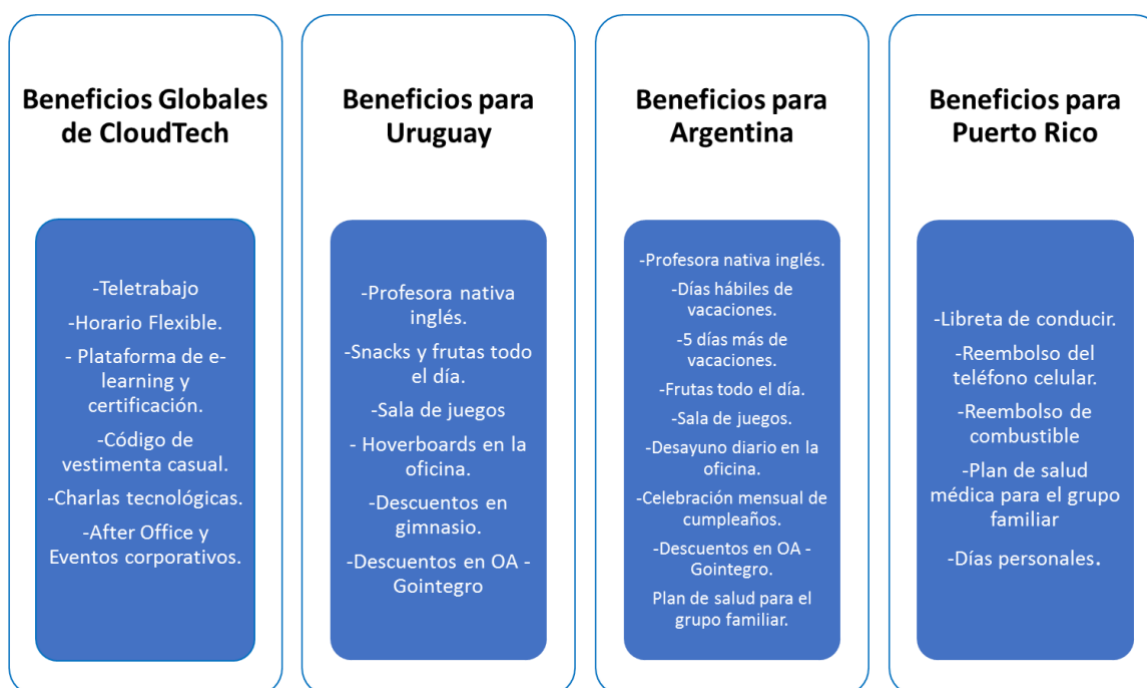 Beneficios Globales
de CloudTech
-Teletrabajo
-Horario Flexible.
- Plataforma de e-
learning y
certificación.
-Código de
vestimenta casual.
-Charlas tecnológicas.
-After Office y
Eventos corporativos.
Beneficios para
Uruguay
-Profesora nativa
inglés.
-Snacks y frutas todo
el día.
-Sala de juegos
- Hoverboards en la
oficina.
-Descuentos en
gimnasio.
-Descuentos en OA -
Gointegro
Beneficios para
Argentina
-Profesora nativa inglés.
-Días hábiles de
vacaciones.
-5 días más de
vacaciones.
-Frutas todo el día.
-Sala de juegos.
-Desayuno diario en la
oficina.
-Celebración mensual de
cumpleaños.
-Descuentos en OA -
Gointegro.
Plan de salud para el
grupo familiar.
Beneficios para
Puerto Rico
-Libreta de conducir.
-Reembolso del
teléfono celular.
-Reembolso de
combustible
-Plan de salud
médica para el grupo
familiar
-Días personales.